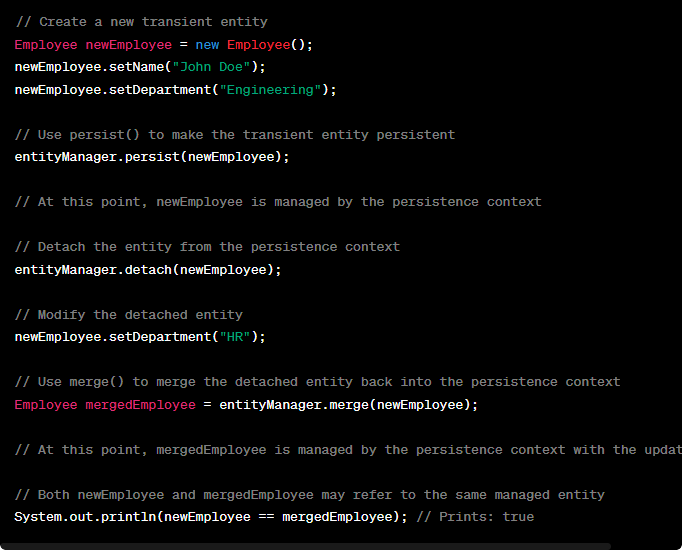 // Create a new transient entity
Employee newEmployee = new Employee();
newEmployee.setName("John Doe");
newEmployee.setDepartment("Engineering");
// Use persist() to make the transient entity persistent
entityManager.persist(newEmployee);
// At this point, newEmployee is managed by the persistence context
// Detach the entity from the persistence context
entityManager.detach(newEmployee);
// Modify the detached entity
newEmployee.setDepartment("HR");
// Use merge() to merge the detached entity back into the persistence context
Employee mergedEmployee = entityManager.merge(newEmployee);
// At this point, mergedEmployee is managed by the persistence context with the updat
// Both newEmployee and mergedEmployee may refer to the same managed entity
System.out.println(newEmployee == mergedEmployee); // Prints: true